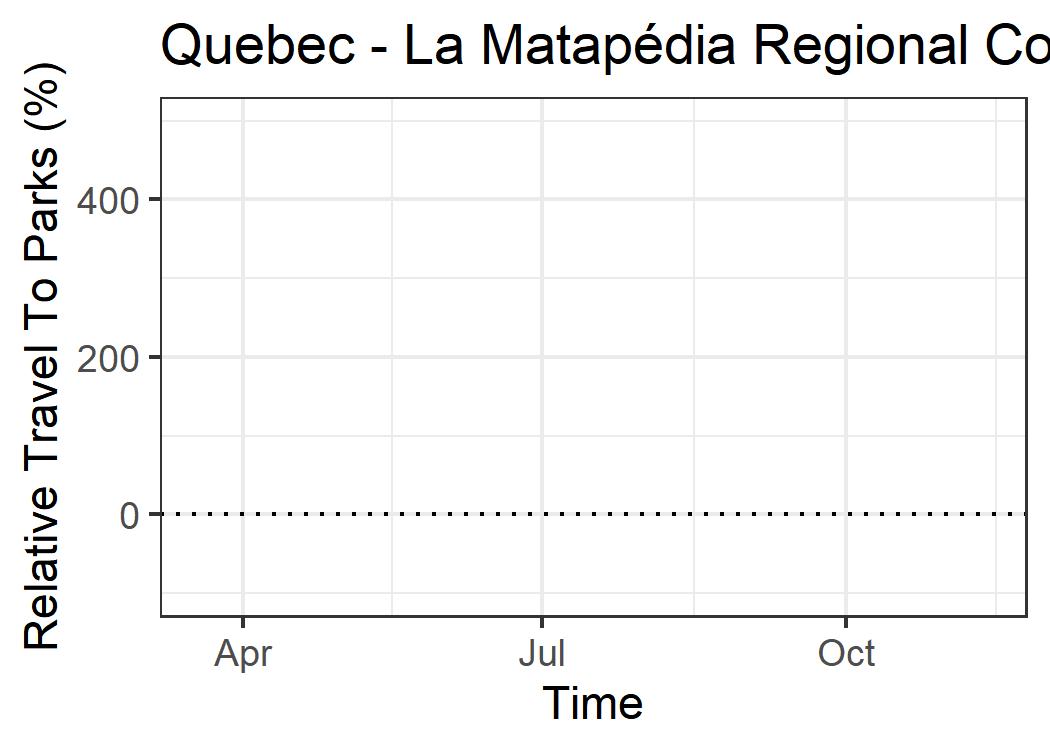 Quebec - La Matapédia Regional Co
Relative Travel To Parks (%)
400
200
0
Apr Jul Oct
Time